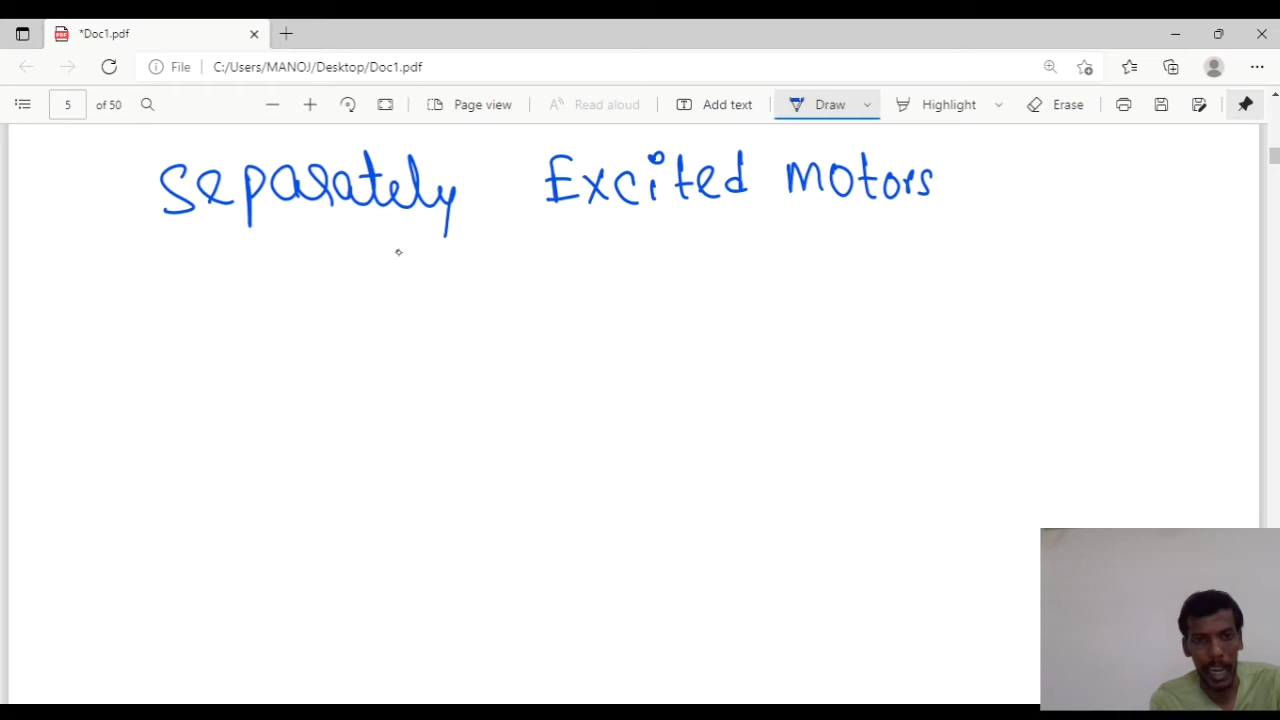 *Doc1.pdf
File C:/Users/MANOJ/Desktop/Doc1.pdf
5 of 50 Page view Read aloud Add text Draw Highlight Erase
Separately Excited motors